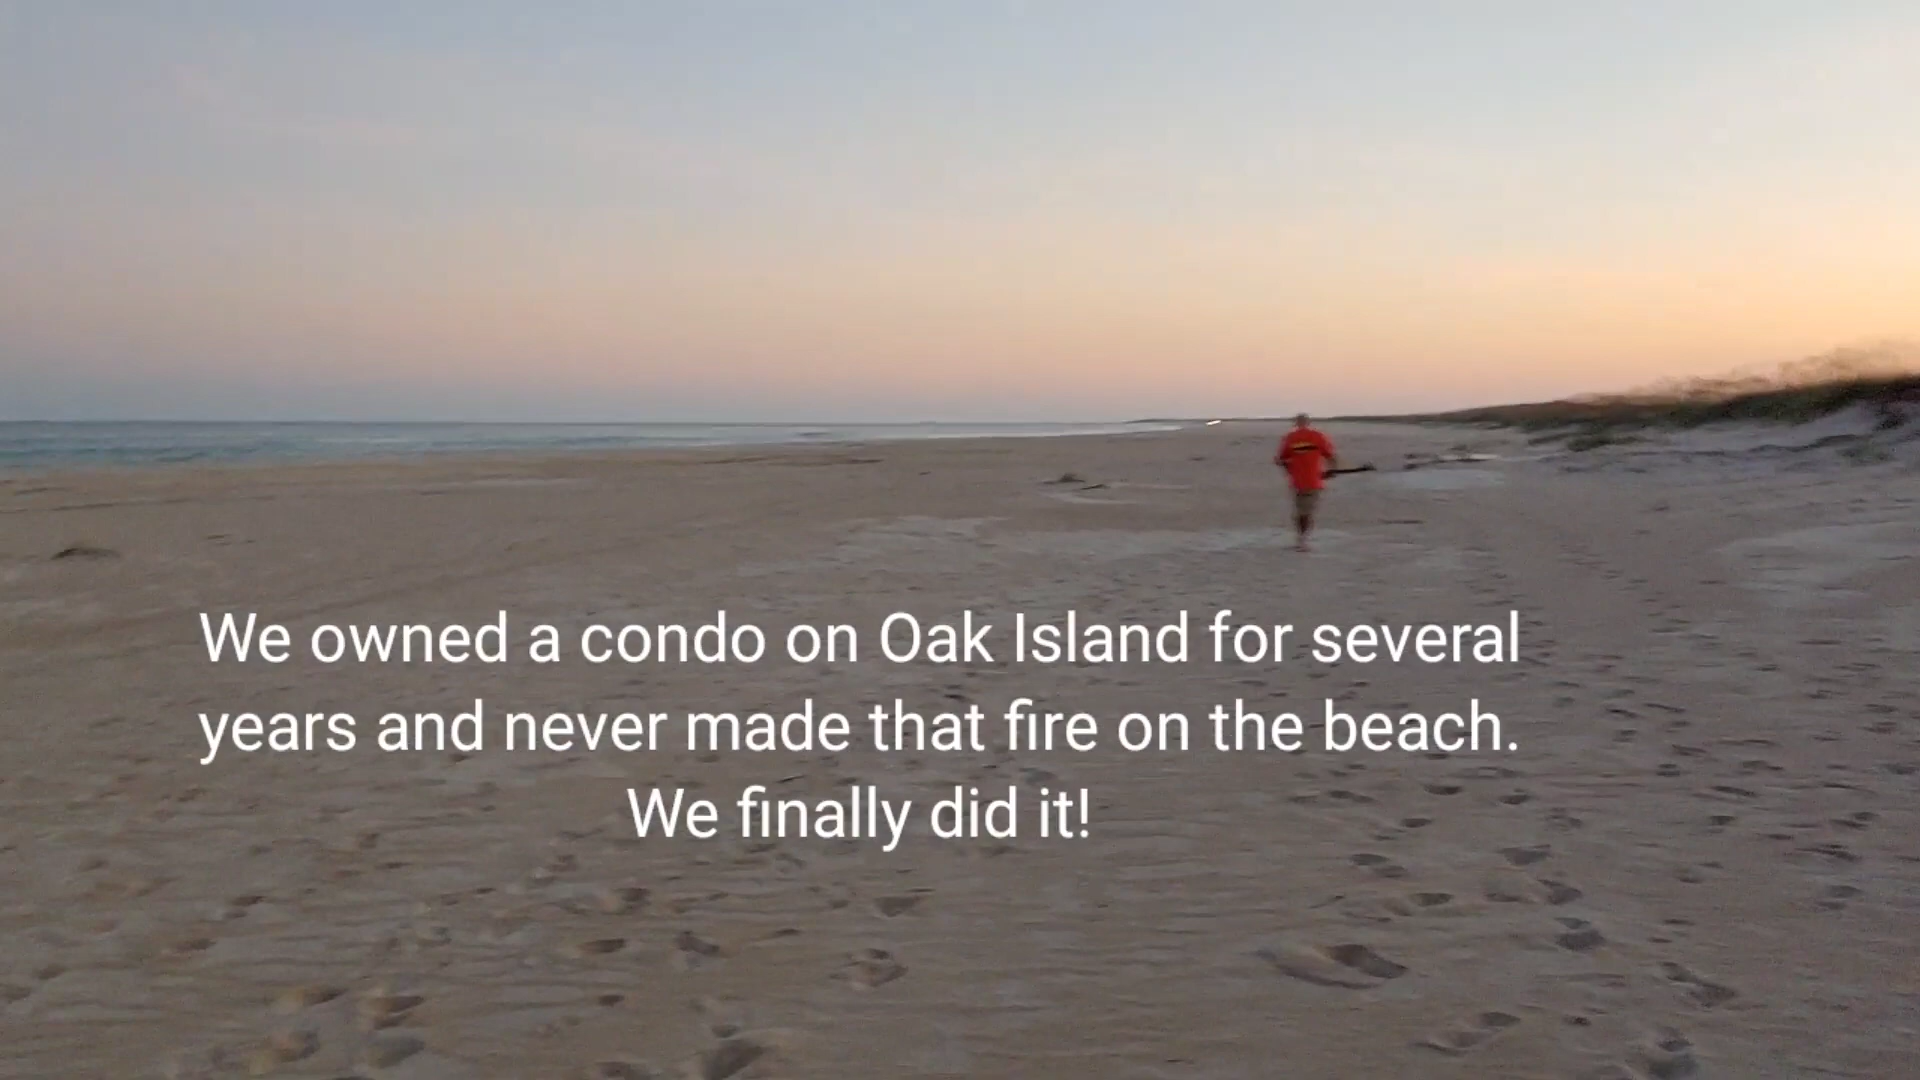 We owned a condo on Oak Island for several
years and never made that fire on the beach.
We finally did it!